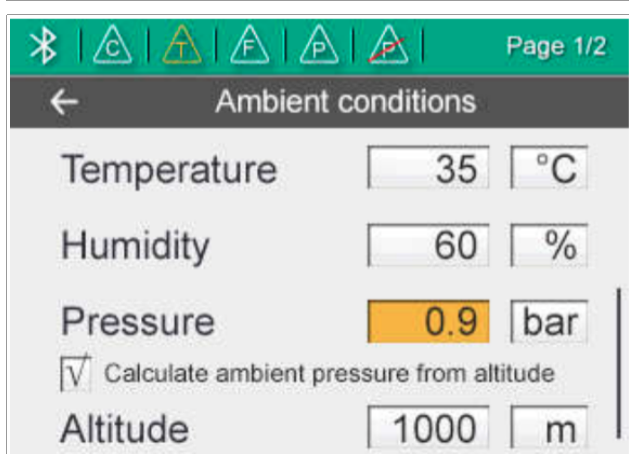 C T F P P Page 1/2
Ambient conditions
Temperature 35 °C
Humidity 60 %
Pressure 0.9 bar
√ Calculate ambient pressure from altitude
Altitude 1000 m